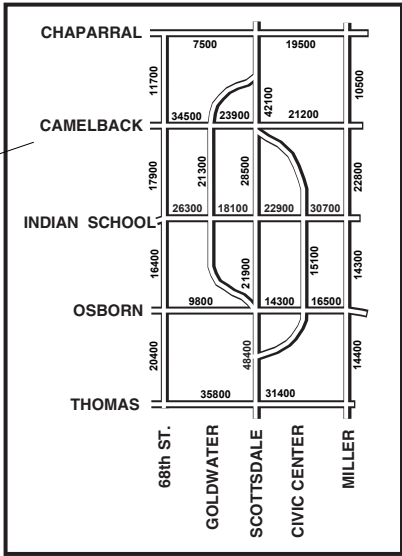 CHAPARRAL
7500 19500
11700 42100 10500
34500 23900 21200
CAMELBACK
17900 21300 28500 22800
26300 18100 22900 30700
INDIAN SCHOOL
16400 21900 15100 14300
9800 14300 16500
OSBORN
20400 48400 14400
35800 31400
THOMAS
68th ST.
GOLDWATER
SCOTTSDALE
CIVIC CENTER
MILLER